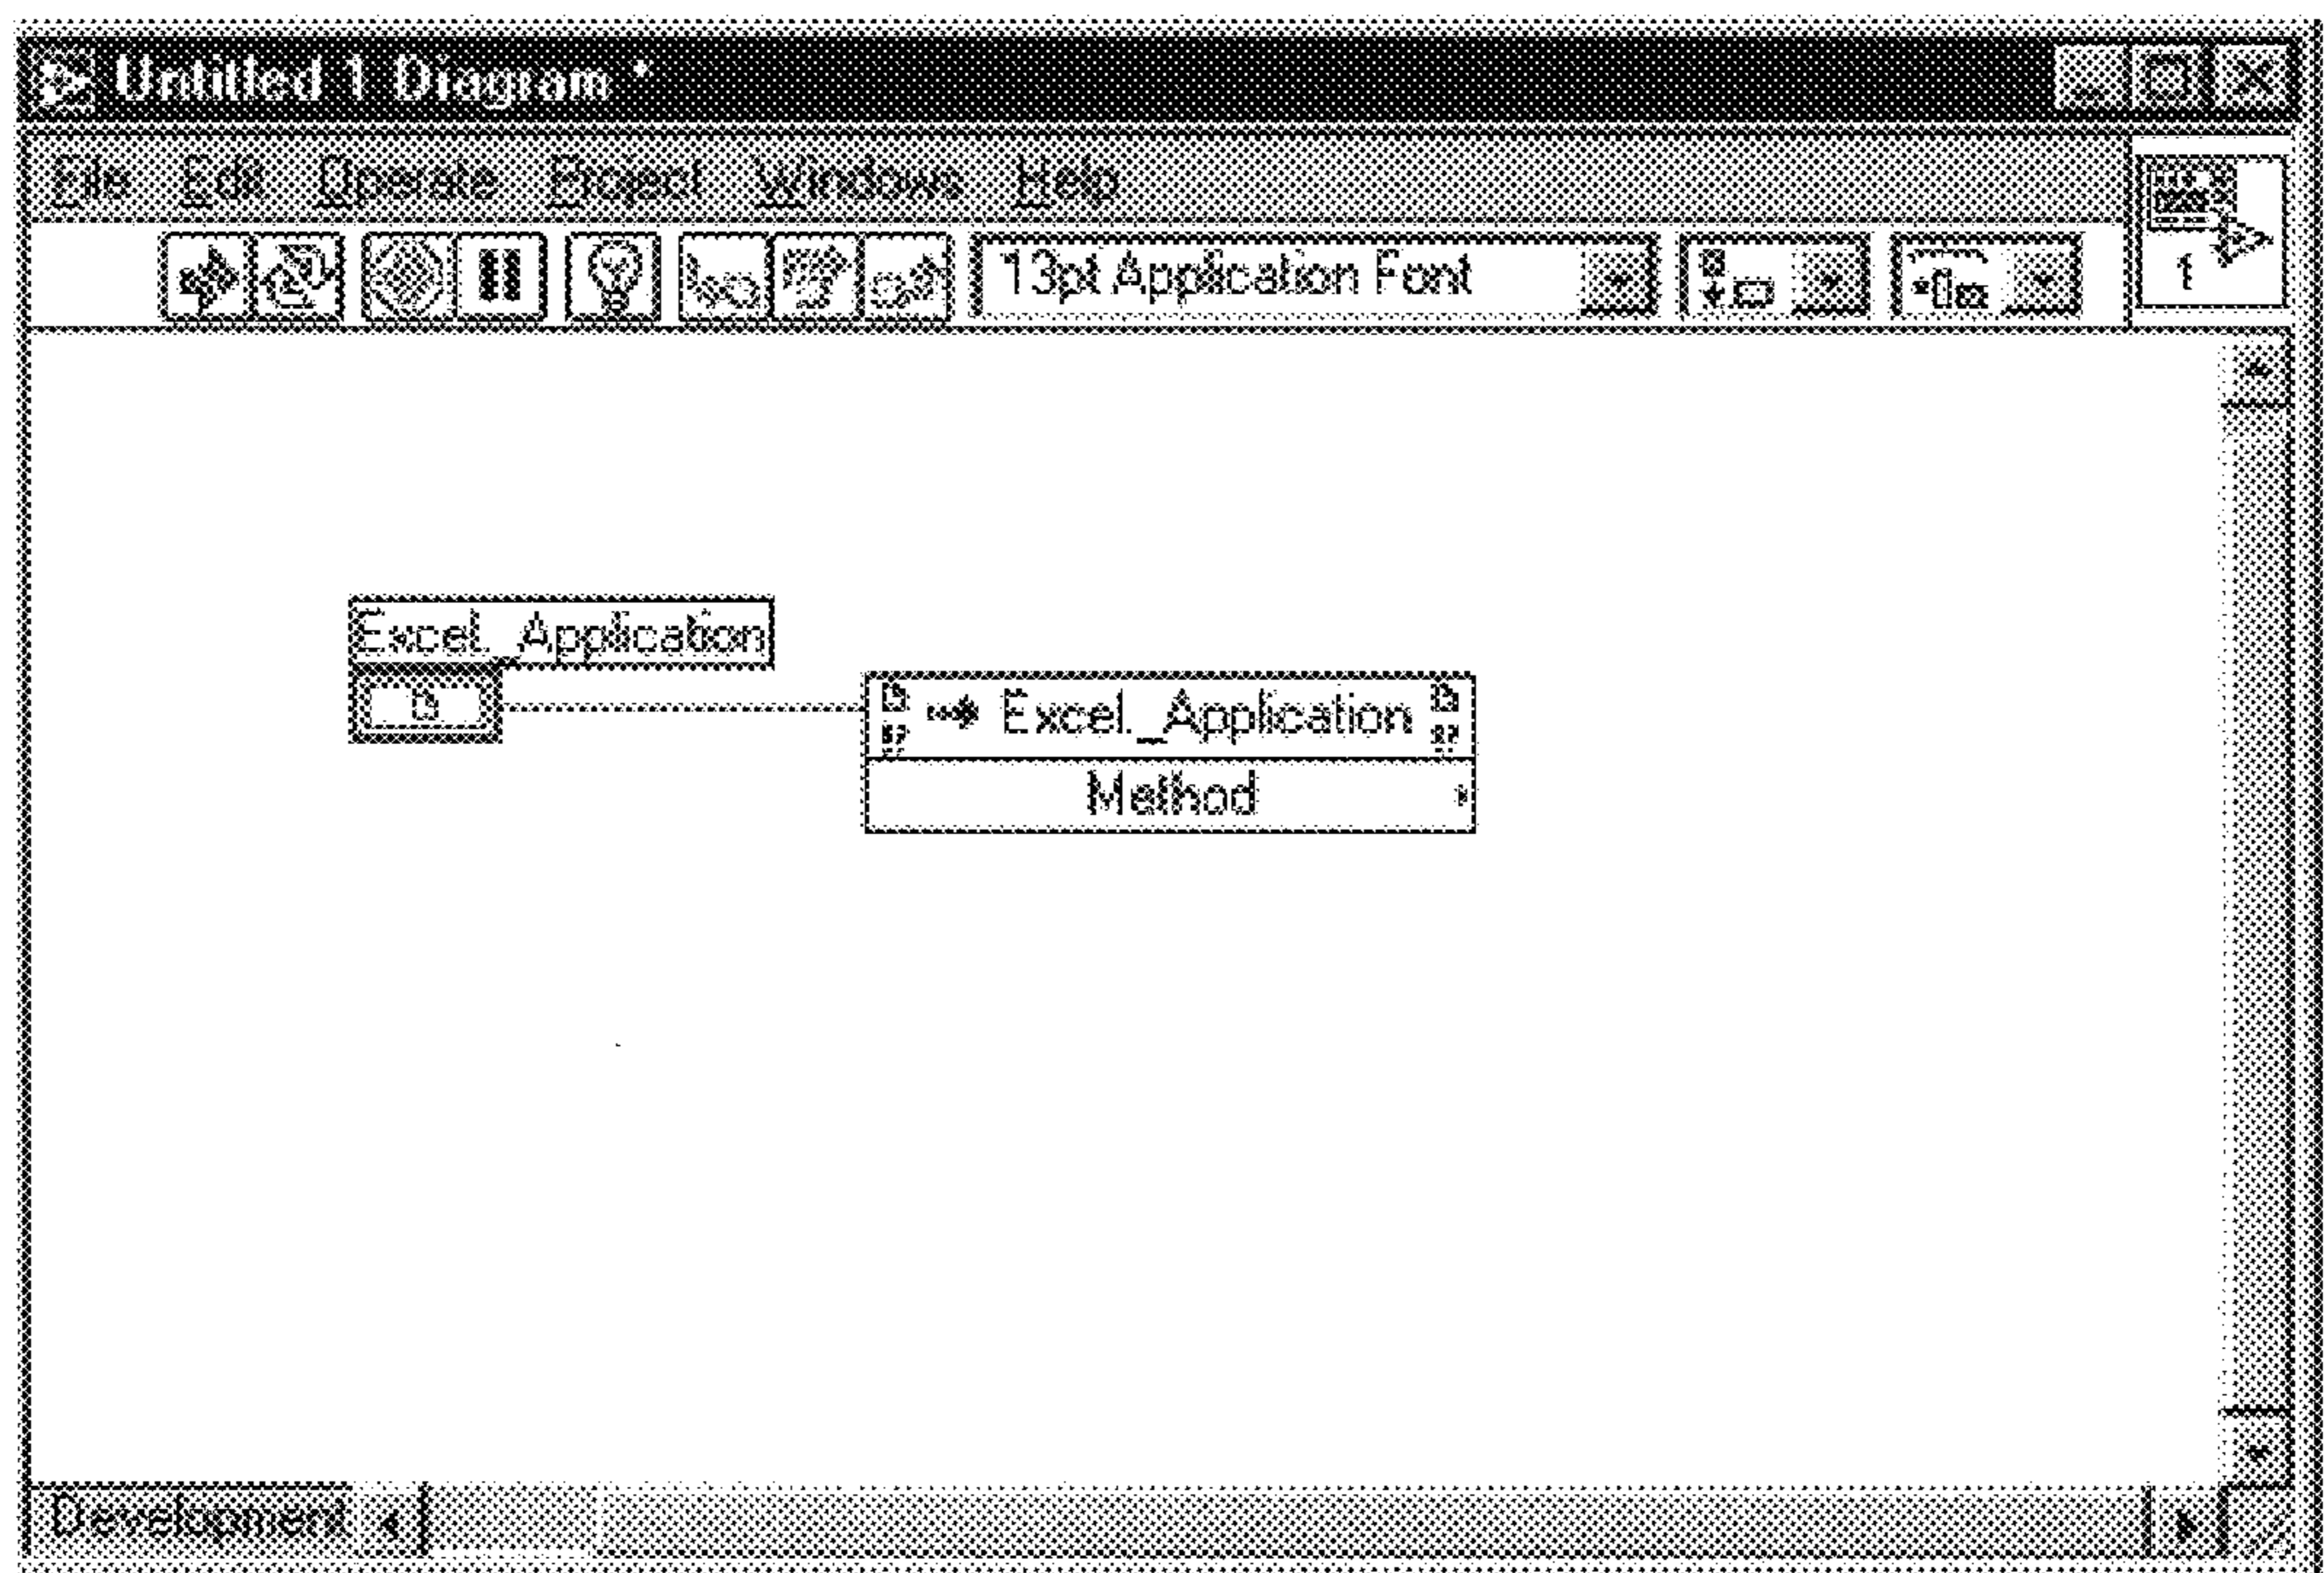 Untitled 1 Diagram *
File Edit Operate Project Windows Help
13pt Application Font
1
Excel._Application
Excel._Application
Method
Development